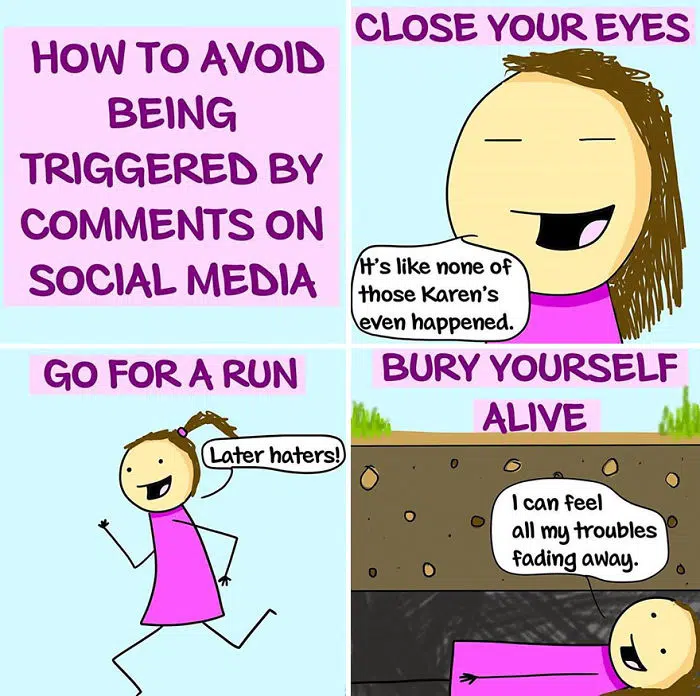 HOW TO AVOID
BEING
TRIGGERED BY
COMMENTS ON
SOCIAL MEDIA
CLOSE YOUR EYES
It's like none of
those Karen's
even happened.
GO FOR A RUN
Later haters!
BURY YOURSELF
ALIVE
I can feel
all my troubles
fading away.